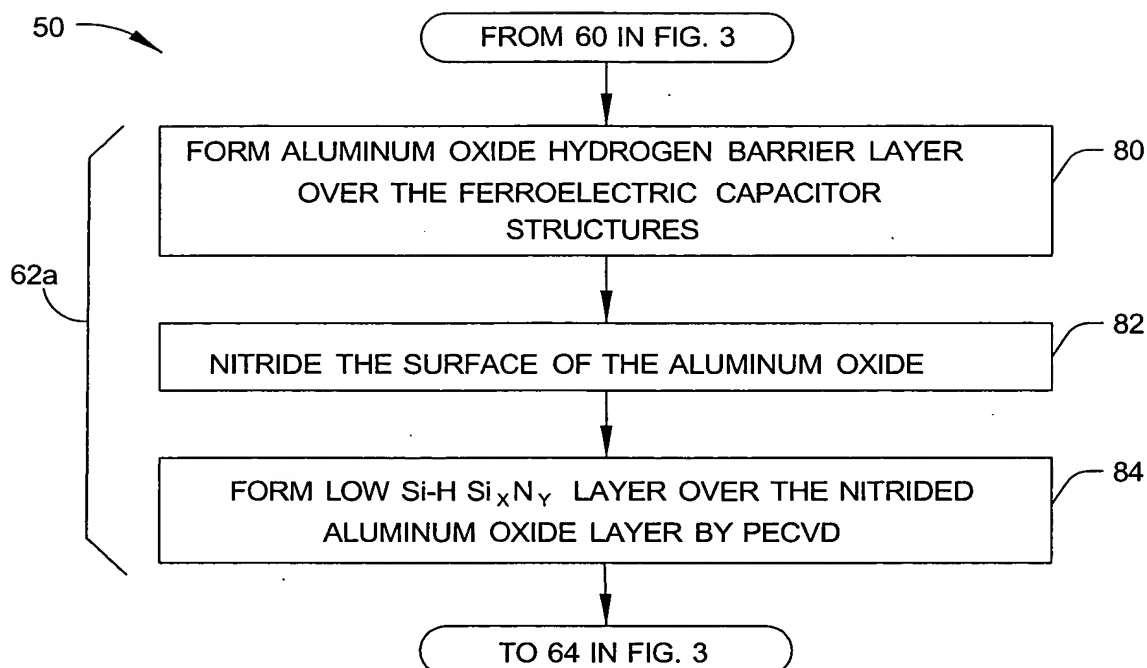 50
FROM 60 IN FIG. 3
FORM ALUMINUM OXIDE HYDROGEN BARRIER LAYER
OVER THE FERROELECTRIC CAPACITOR
STRUCTURES
80
62a
NITRIDE THE SURFACE OF THE ALUMINUM OXIDE
82
FORM LOW Si-H SiXNY LAYER OVER THE NITRIDED
ALUMINUM OXIDE LAYER BY PECVD
84
TO 64 IN FIG. 3